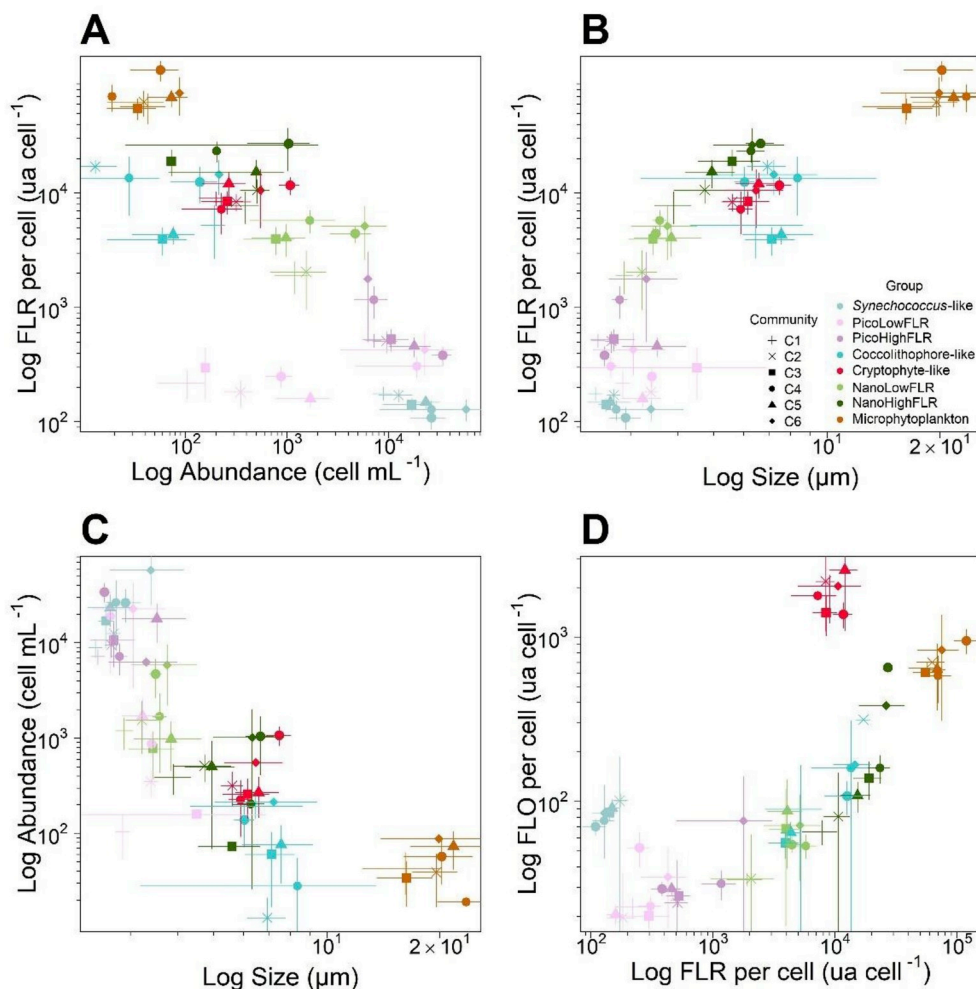 A
B
Log FLR per cell (ua cell⁻¹)
10⁴
10³
10²
10²
10³
10⁴
Log Abundance (cell mL⁻¹)
Log FLR per cell (ua cell⁻¹)
10⁴
10³
10²
10¹
2×10¹
Log Size (µm)
Community
C1
C2
C3
C4
C5
C6
Group
Synechococcus-like
PicoLowFLR
PicoHighFLR
Coccolithophore-like
Cryptophyte-like
NanoLowFLR
NanoHighFLR
Microphytoplankton
C
D
Log Abundance (cell mL⁻¹)
10⁴
10³
10²
10¹
2×10¹
Log Size (µm)
Log FLO per cell (ua cell⁻¹)
10³
10²
10²
10³
10⁴
10⁵
Log FLR per cell (ua cell⁻¹)